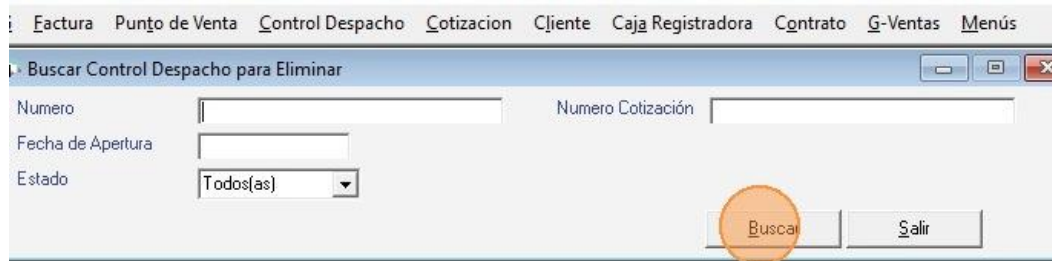 Factura Punto de Venta Control Despacho Cotizacion Cliente Caja Registradora Contrato G-Ventas Menús
Buscar Control Despacho para Eliminar
Numero Numero Cotización
Fecha de Apertura
Estado Todos(as)
Buscar Salir